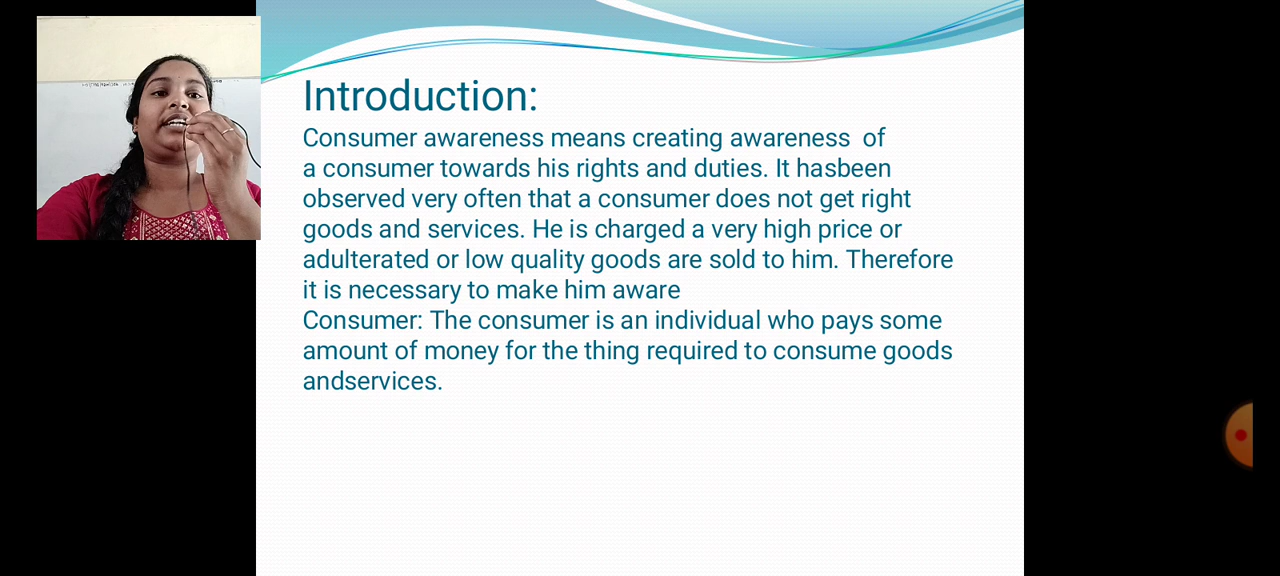 Introduction:
Consumer awareness means creating awareness  of
a consumer towards his rights and duties. It hasbeen
observed very often that a consumer does not get right
goods and services. He is charged a very high price or
adulterated or low quality goods are sold to him. Therefore
it is necessary to make him aware
Consumer: The consumer is an individual who pays some
amount of money for the thing required to consume goods
andservices.